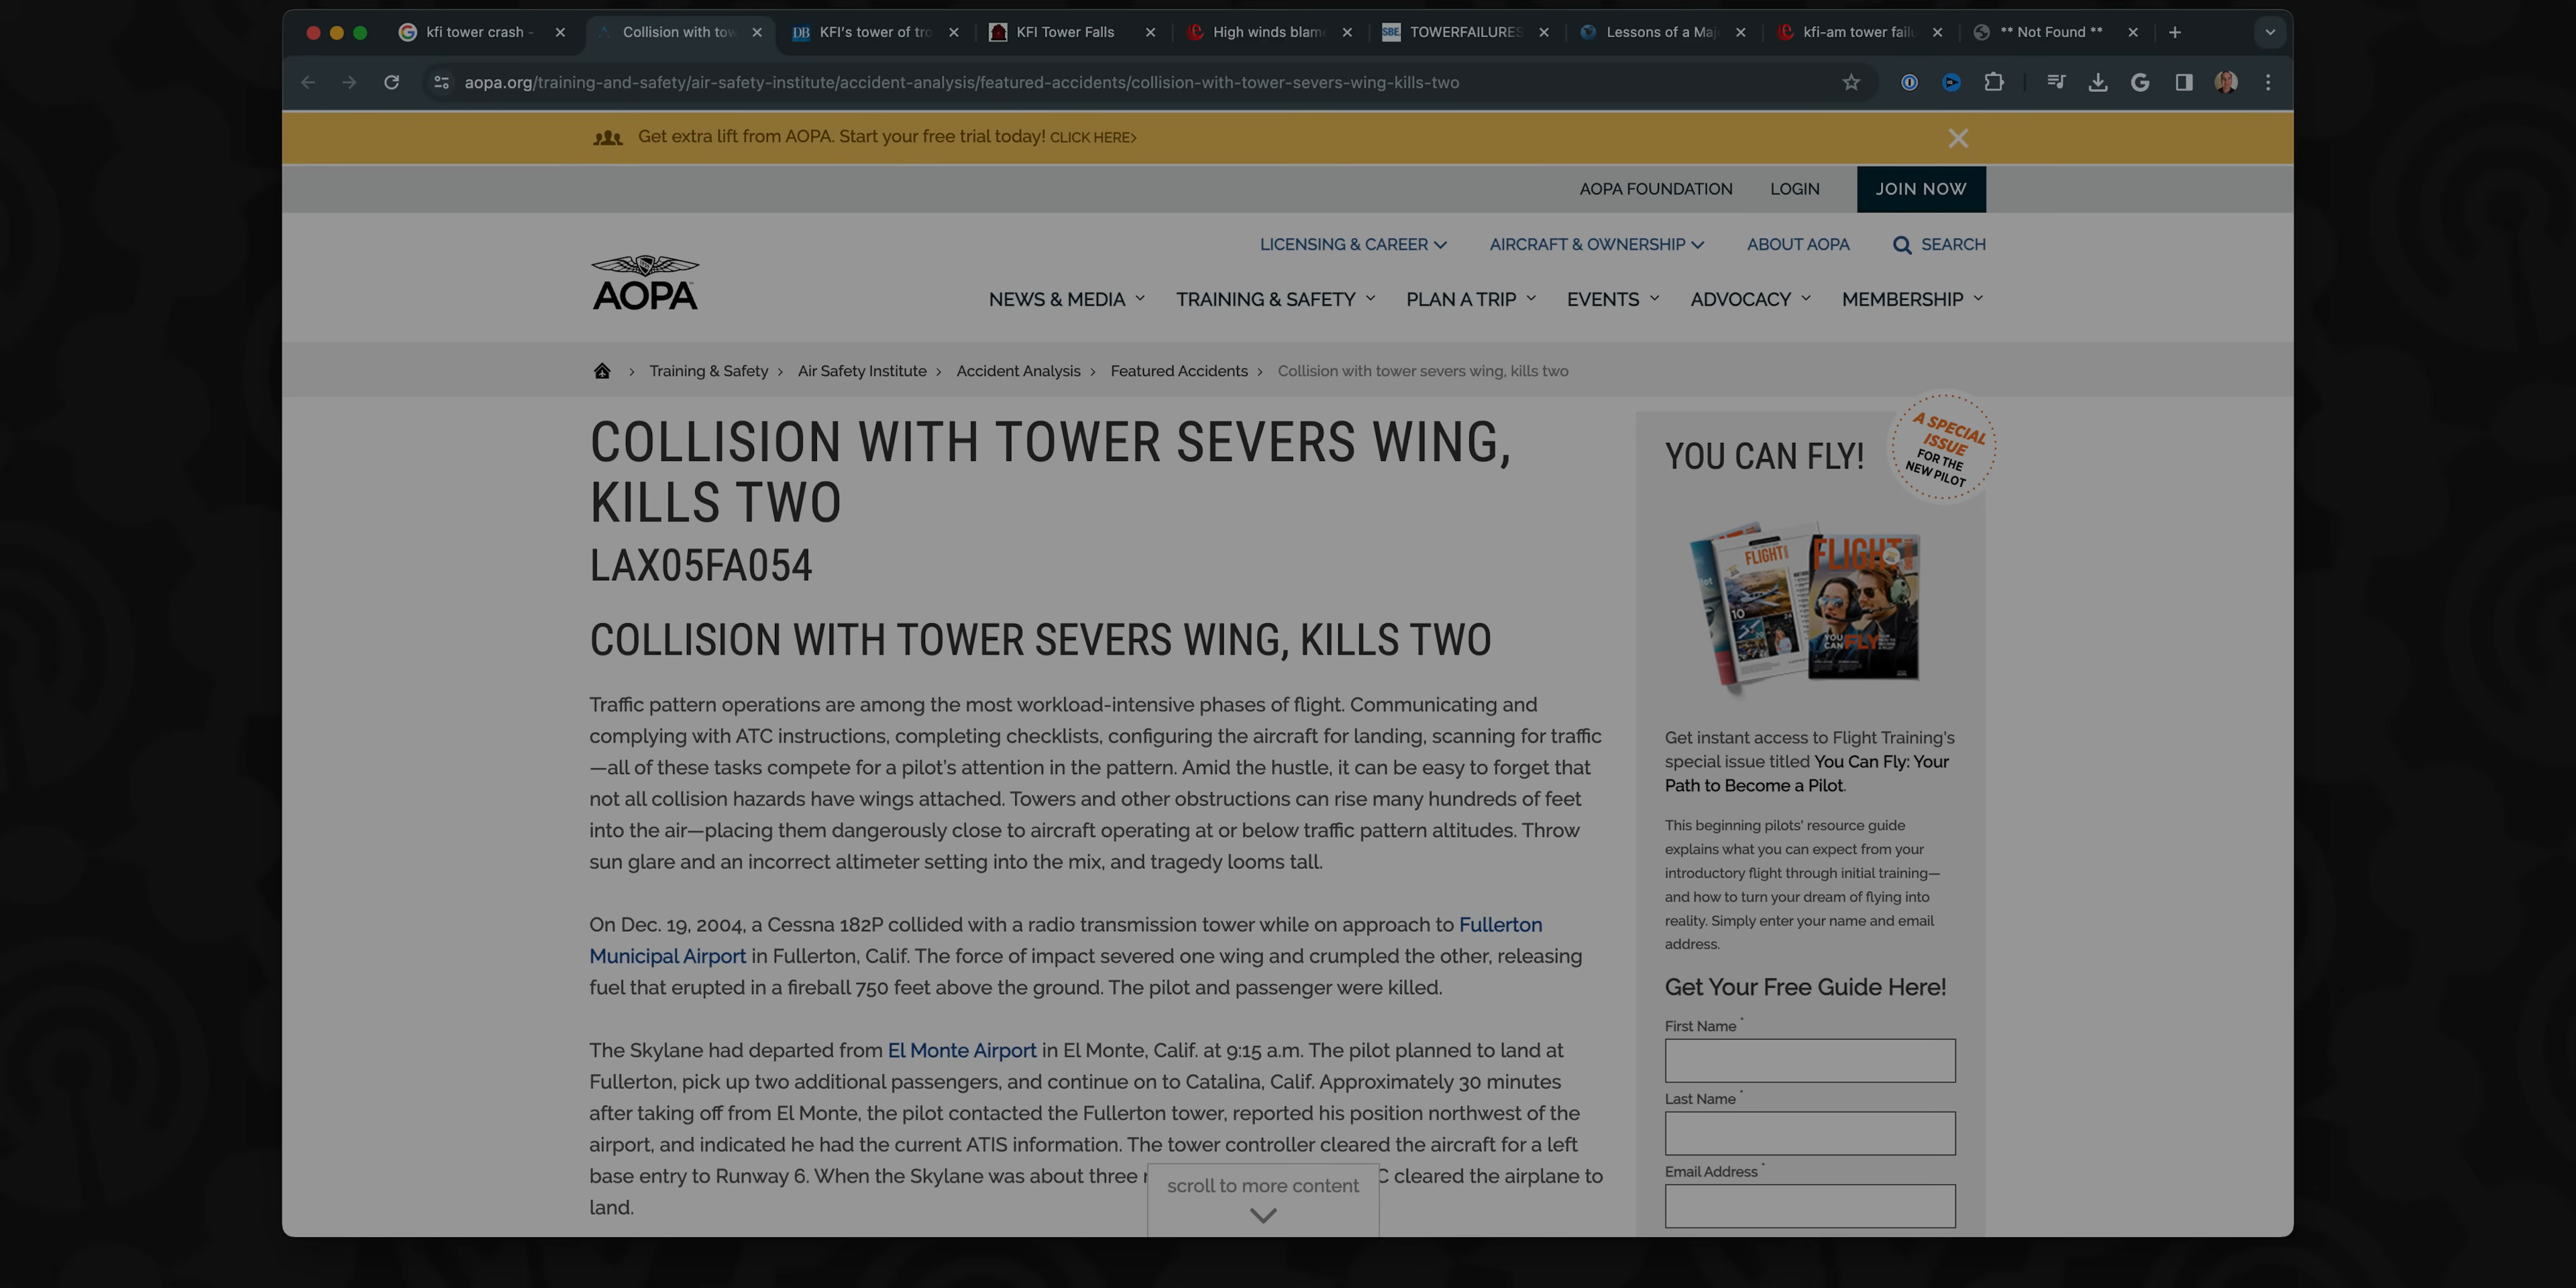 kfi tower crash -
Collision with tow
DB KFI's tower of tro
KFI Tower Falls
High winds blam
SBE TOWERFAILURES
Lessons of a Maj
kfi-am tower failu
** Not Found **
aopa.org/training-and-safety/air-safety-institute/accident-analysis/featured-accidents/collision-with-tower-severs-wing-kills-two
Get extra lift from AOPA. Start your free trial today! CLICK HERE>
AOPA FOUNDATION LOGIN JOIN NOW
LICENSING & CAREER AIRCRAFT & OWNERSHIP ABOUT AOPA SEARCH
AOPA
NEWS & MEDIA TRAINING & SAFETY PLAN A TRIP EVENTS ADVOCACY MEMBERSHIP
> Training & Safety > Air Safety Institute > Accident Analysis > Featured Accidents > Collision with tower severs wing, kills two
COLLISION WITH TOWER SEVERS WING,
KILLS TWO
LAX05FA054
COLLISION WITH TOWER SEVERS WING, KILLS TWO
Traffic pattern operations are among the most workload-intensive phases of flight. Communicating and
complying with ATC instructions, completing checklists, configuring the aircraft for landing, scanning for traffic
—all of these tasks compete for a pilot's attention in the pattern. Amid the hustle, it can be easy to forget that
not all collision hazards have wings attached. Towers and other obstructions can rise many hundreds of feet
into the air—placing them dangerously close to aircraft operating at or below traffic pattern altitudes. Throw
sun glare and an incorrect altimeter setting into the mix, and tragedy looms tall.
On Dec. 19, 2004, a Cessna 182P collided with a radio transmission tower while on approach to Fullerton
Municipal Airport in Fullerton, Calif. The force of impact severed one wing and crumpled the other, releasing
fuel that erupted in a fireball 750 feet above the ground. The pilot and passenger were killed.
The Skylane had departed from El Monte Airport in El Monte, Calif. at 9:15 a.m. The pilot planned to land at
Fullerton, pick up two additional passengers, and continue on to Catalina, Calif. Approximately 30 minutes
after taking off from El Monte, the pilot contacted the Fullerton tower, reported his position northwest of the
airport, and indicated he had the current ATIS information. The tower controller cleared the aircraft for a left
base entry to Runway 6. When the Skylane was about three C cleared the airplane to
land.
scroll to more content
YOU CAN FLY!
A SPECIAL
ISSUE
FOR THE
NEW PILOT
FLIGHT
FLIGHT
10
YOU
CAN FLY
Get instant access to Flight Training's
special issue titled You Can Fly: Your
Path to Become a Pilot.
This beginning pilots' resource guide
explains what you can expect from your
introductory flight through initial training—
and how to turn your dream of flying into
reality. Simply enter your name and email
address.
Get Your Free Guide Here!
First Name *
Last Name *
Email Address *